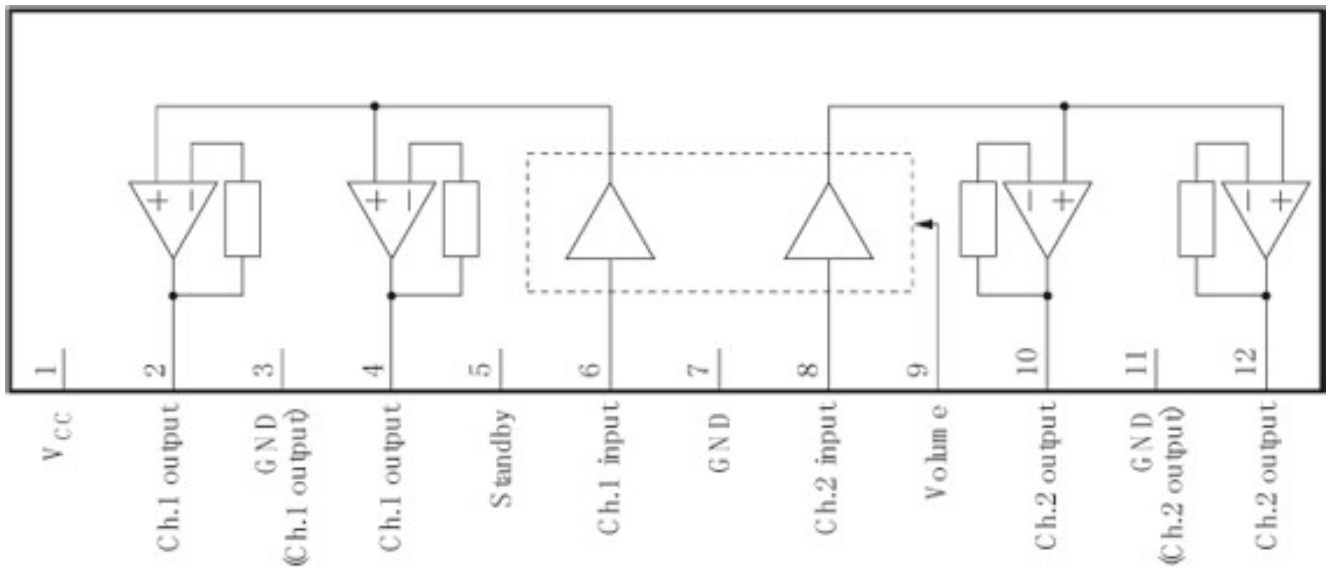 + −
+ −
− +
− +
1
2
3
4
5
6
7
8
9
10
11
12
VCC
Ch.1 output
GND
(Ch.1 output)
Ch.1 output
Standby
Ch.1 input
GND
Ch.2 input
Volume
Ch.2 output
GND
(Ch.2 output)
Ch.2 output